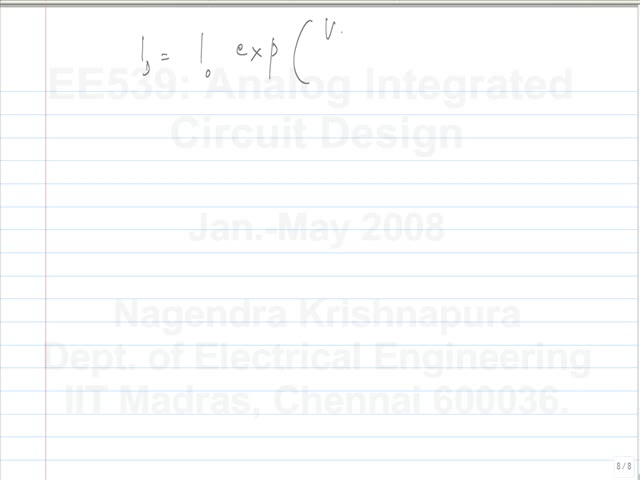 I_D = I_0 exp ( V
EE539: Analog Integrated
Circuit Design
Jan.-May 2008
Nagendra Krishnapura
Dept. of Electrical Engineering
IIT Madras, Chennai 600036.
8 / 8